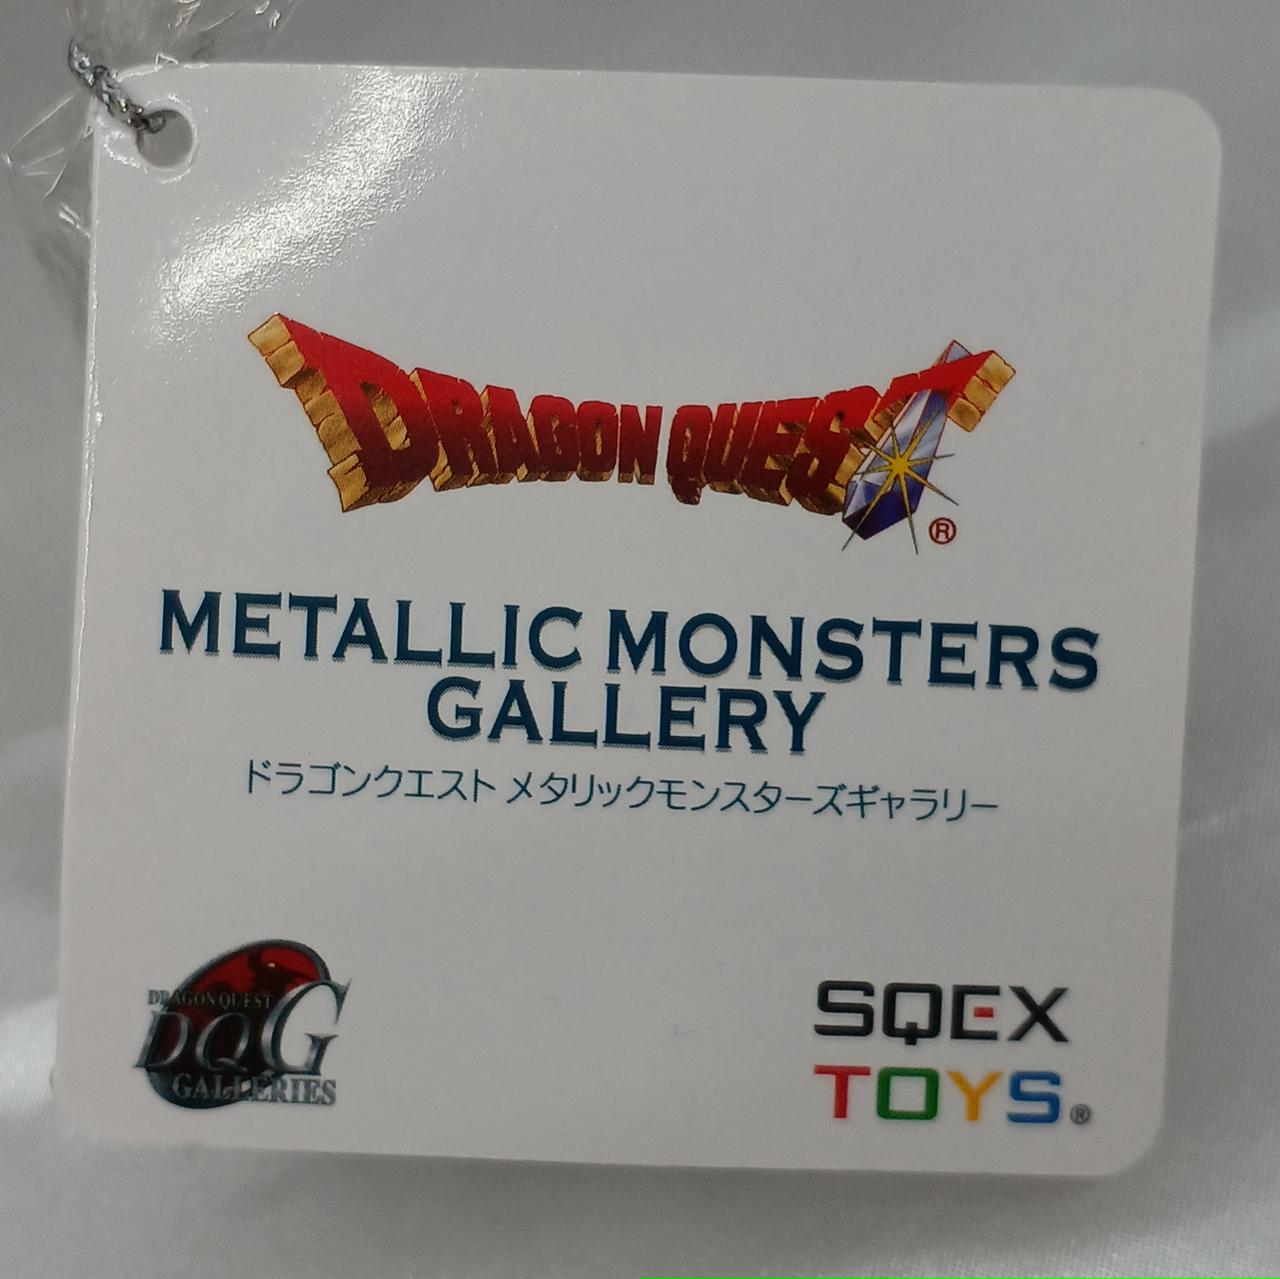 DRAGON QUEST®
METALLIC MONSTERS
GALLERY
ドラゴンクエスト メタリックモンスターズギャラリー
DRAGON QUEST
DQG
GALLERIES
SQEX
TOYS®